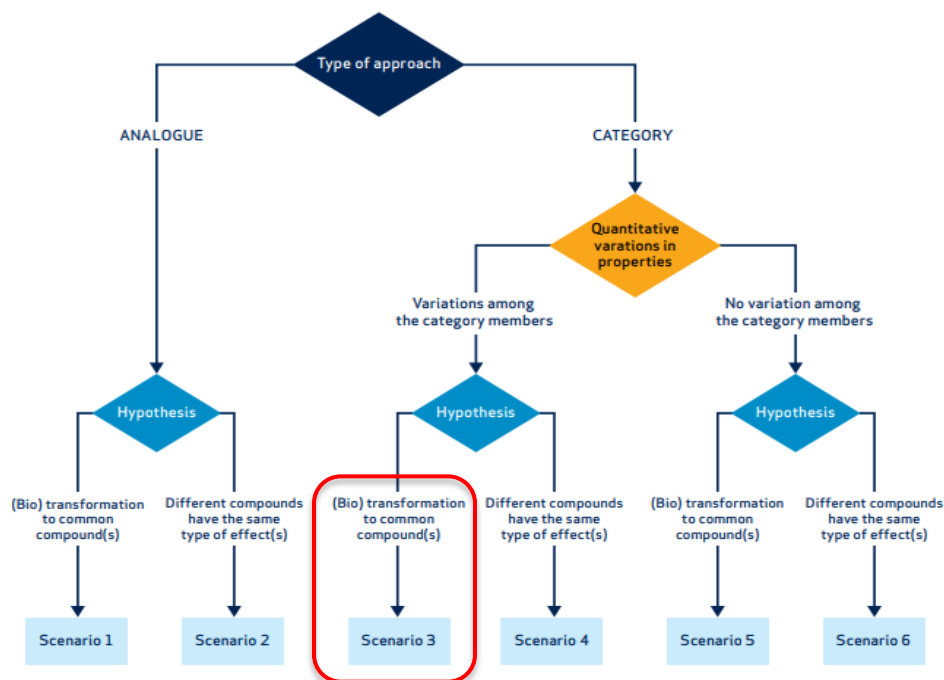 Type of approach
ANALOGUE
CATEGORY
Quantitative
varations in
properties
Variations among
the category members
No variation among
the category members
Hypothesis
Hypothesis
Hypothesis
(Bio) transformation
to common
compound(s)
Different compounds
have the same
type of effect(s)
(Bio) transformation
to common
compound(s)
Different compounds
have the same
type of effect(s)
(Bio) transformation
to common
compound(s)
Different compounds
have the same
type of effect(s)
Scenario 1
Scenario 2
Scenario 3
Scenario 4
Scenario 5
Scenario 6